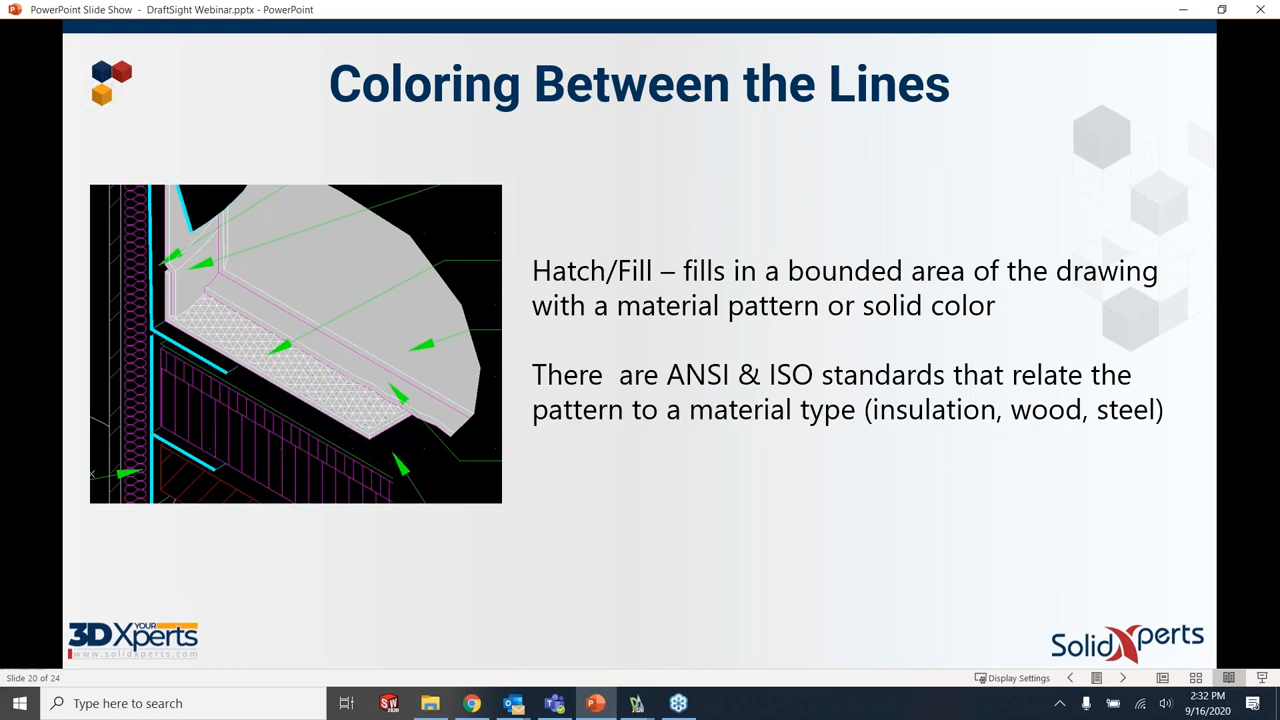 PowerPoint Slide Show - DraftSight Webinar.pptx - PowerPoint
Coloring Between the Lines
Hatch/Fill – fills in a bounded area of the drawing
with a material pattern or solid color
There are ANSI & ISO standards that relate the
pattern to a material type (insulation, wood, steel)
3D YOUR Xperts
www.solidxperts.com
SolidXperts
Slide 20 of 24
Display Settings
Type here to search
2:32 PM
9/16/2020